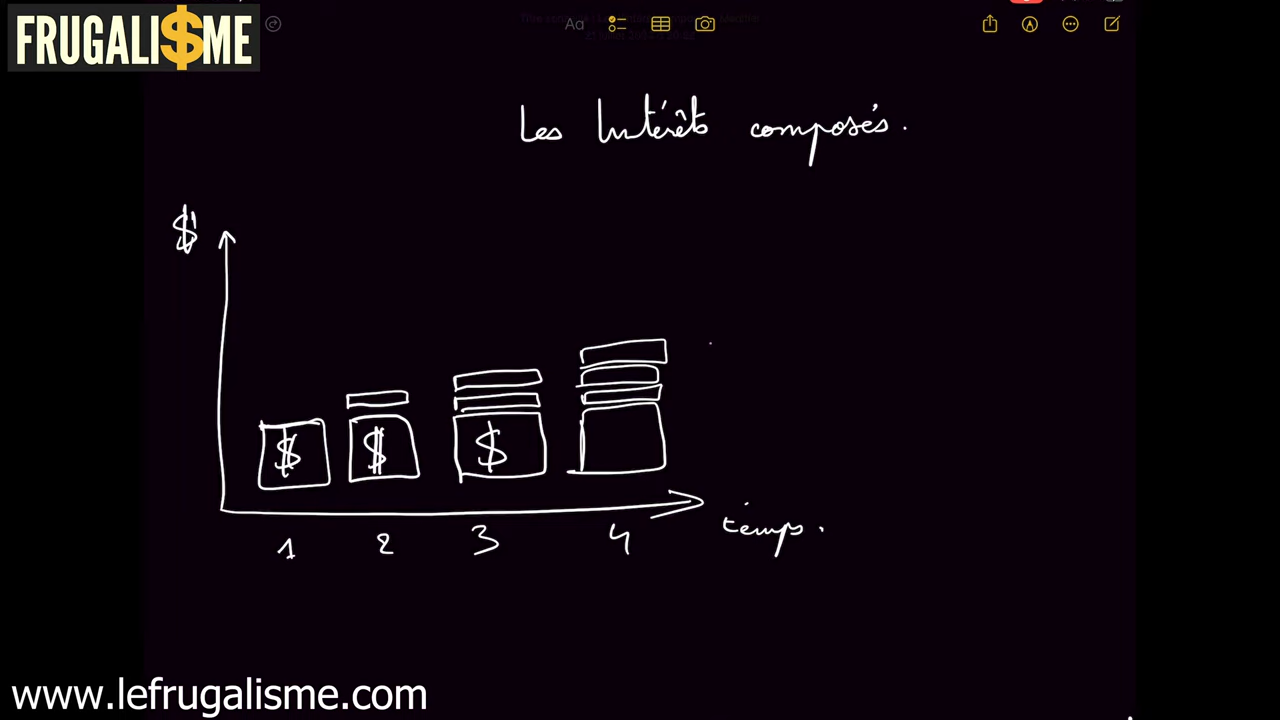 FRUGALI$ME
Aa
Les Intérêts composés.
$
$ $ $
1 2 3 4
temps.
www.lefrugalisme.com